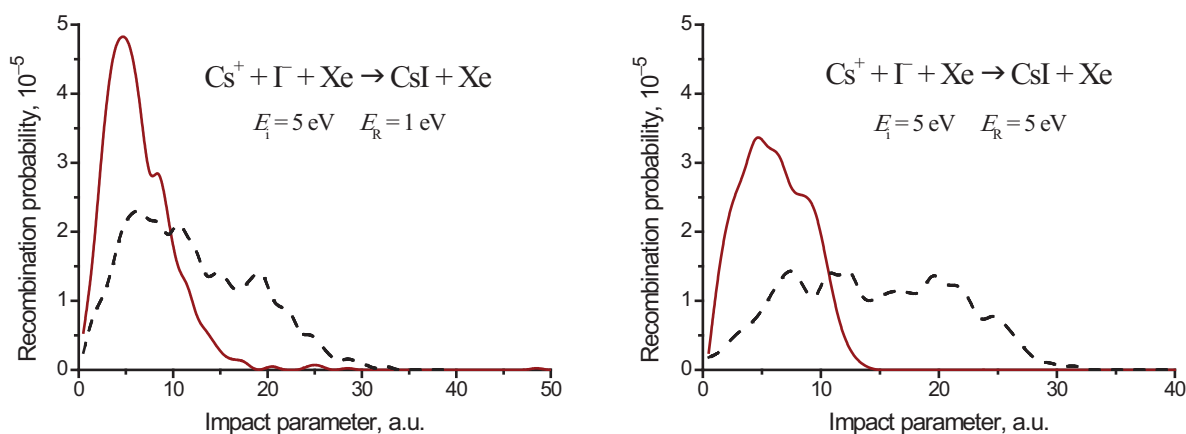 Recombination probability, 10⁻⁵
5
4
3
2
1
0
Cs⁺ + I⁻ + Xe → CsI + Xe
Eᵢ = 5 eV E_R = 1 eV
0 10 20 30 40 50
Impact parameter, a.u.
Recombination probability, 10⁻⁵
5
4
3
2
1
0
Cs⁺ + I⁻ + Xe → CsI + Xe
Eᵢ = 5 eV E_R = 5 eV
0 10 20 30 40
Impact parameter, a.u.